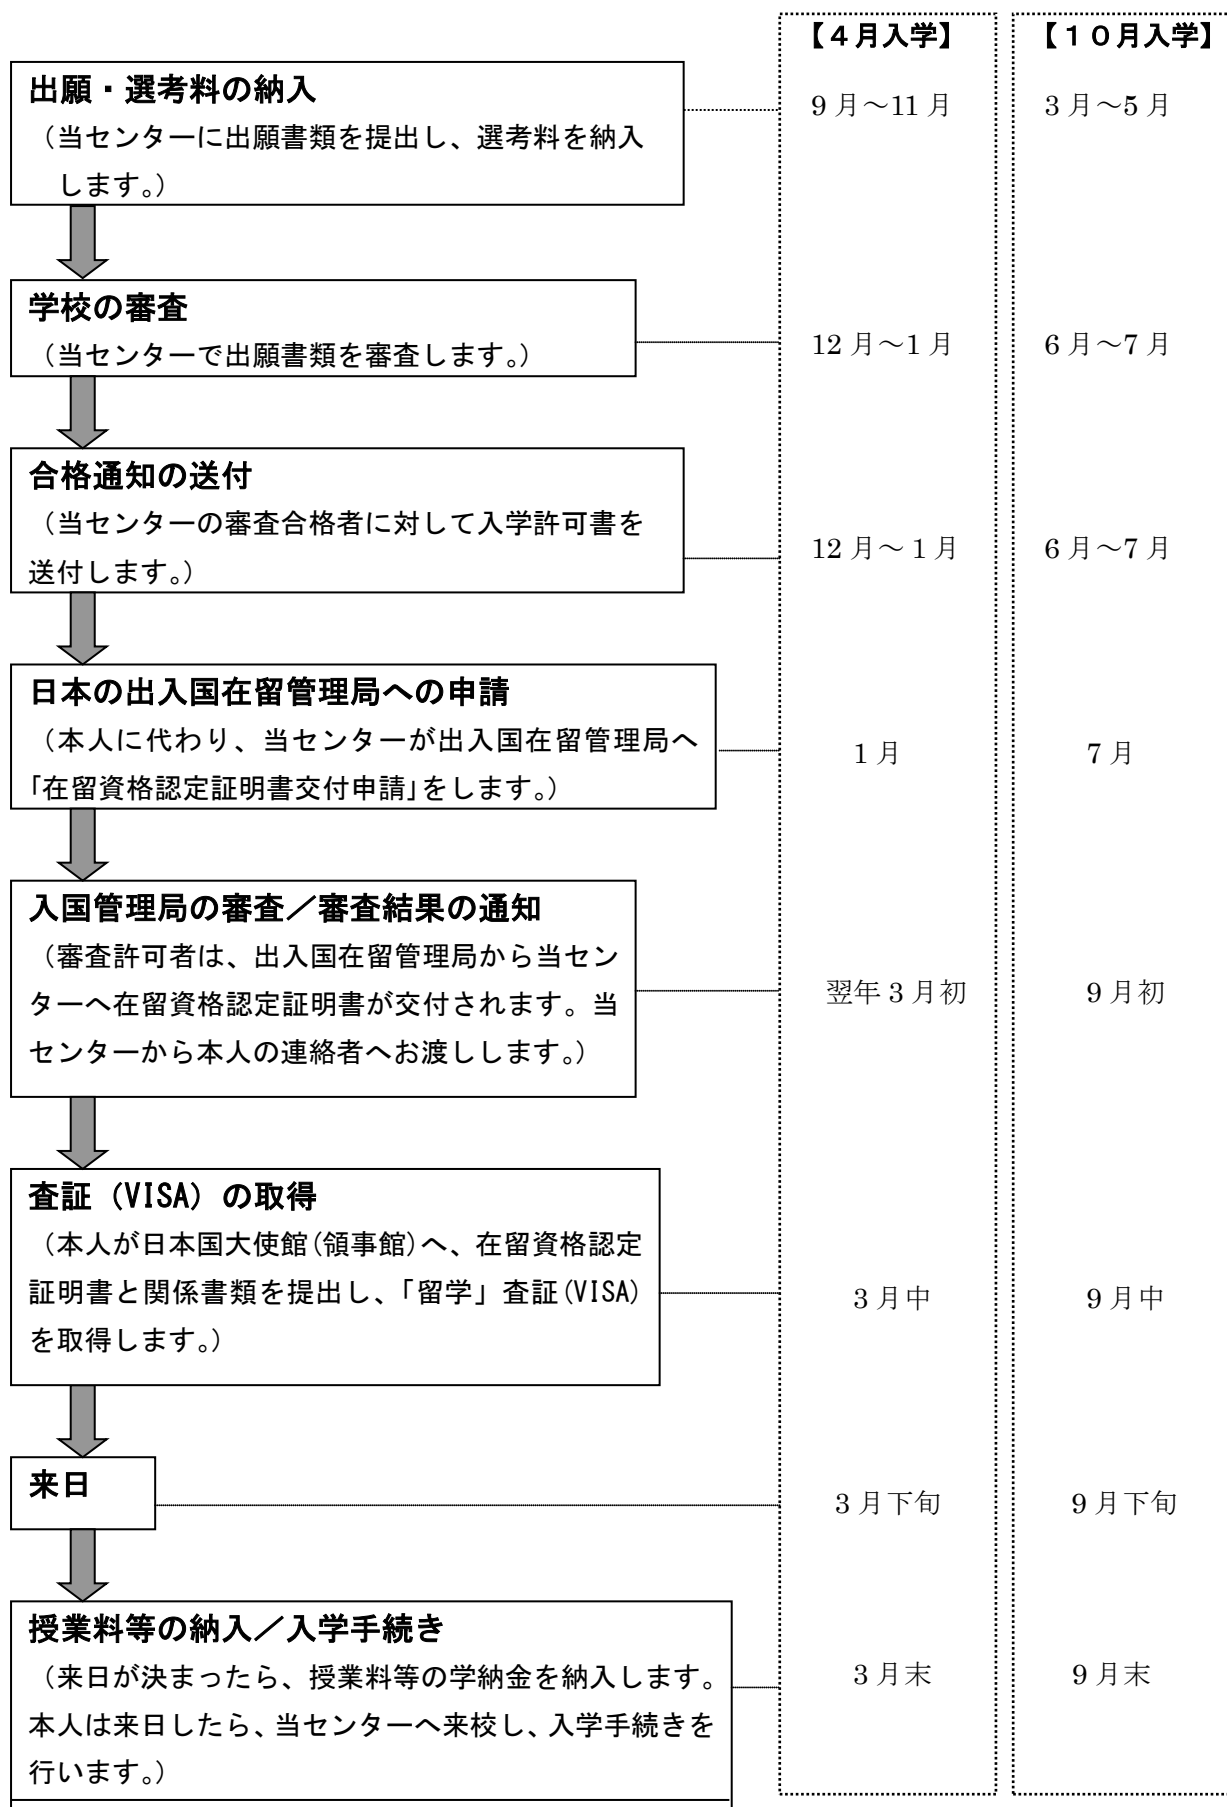 【４月入学】 【１０月入学】
出願・選考料の納入
（当センターに出願書類を提出し、選考料を納入
します。）
9 月～11 月 3 月～5 月
学校の審査
（当センターで出願書類を審査します。）
12 月～1 月 6 月～7 月
合格通知の送付
（当センターの審査合格者に対して入学許可書を
送付します。）
12 月～ 1 月 6 月～7 月
日本の出入国在留管理局への申請
（本人に代わり、当センターが出入国在留管理局へ
「在留資格認定証明書交付申請」をします。）
1 月 7 月
入国管理局の審査／審査結果の通知
（審査許可者は、出入国在留管理局から当セン
ターへ在留資格認定証明書が交付されます。当
センターから本人の連絡者へお渡しします。）
翌年 3 月初 9 月初
査証（VISA）の取得
（本人が日本国大使館(領事館)へ、在留資格認定
証明書と関係書類を提出し、「留学」査証(VISA)
を取得します。）
3 月中 9 月中
来日
3 月下旬 9 月下旬
授業料等の納入／入学手続き
（来日が決まったら、授業料等の学納金を納入します。
本人は来日したら、当センターへ来校し、入学手続きを
行います。）
3 月末 9 月末